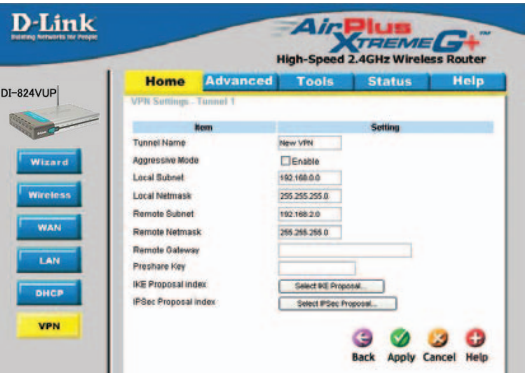 D-Link
Building Networks for People
AirPlus
XTREME G+™
High-Speed 2.4GHz Wireless Router
DI-824VUP
Home Advanced Tools Status Help
VPN Settings - Tunnel 1
Item Setting
Tunnel Name New VPN
Aggressive Mode Enable
Local Subnet 192.168.0.0
Local Netmask 255.255.255.0
Remote Subnet 192.168.2.0
Remote Netmask 255.255.255.0
Remote Gateway
Preshare Key
IKE Proposal index Select IKE Proposal...
IPSec Proposal index Select IPSec Proposal...
Wizard
Wireless
WAN
LAN
DHCP
VPN
Back Apply Cancel Help